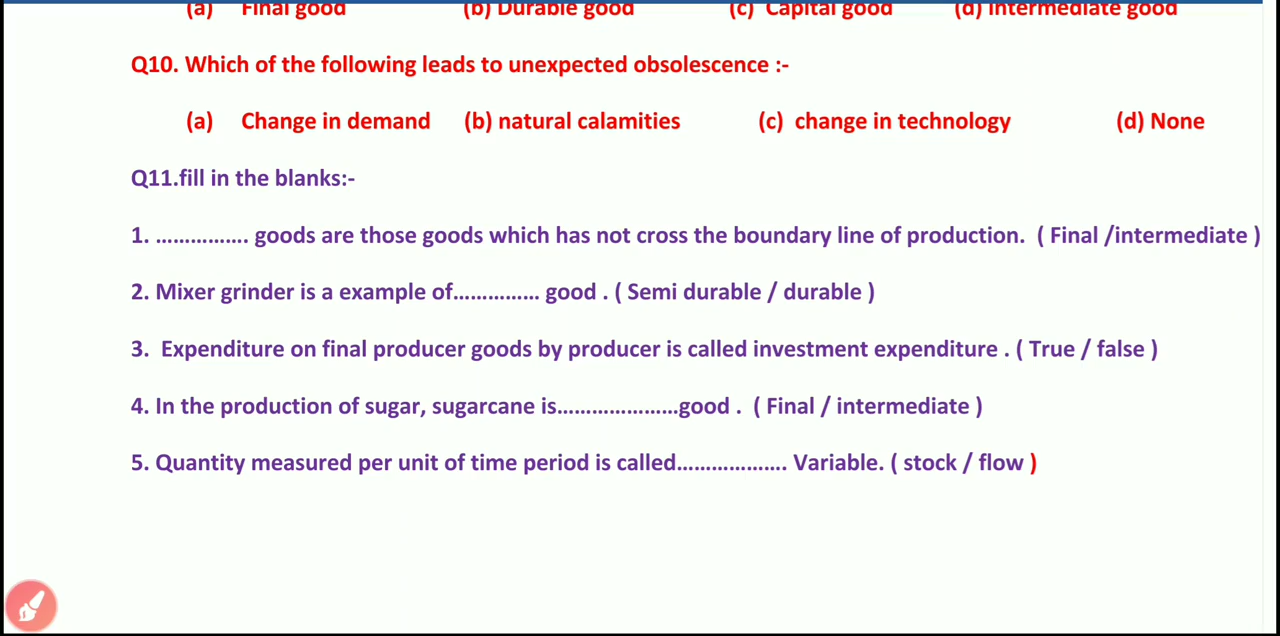 (a) Final good (b) Durable good (c) Capital good (d) Intermediate good
Q10. Which of the following leads to unexpected obsolescence :-
(a) Change in demand (b) natural calamities (c) change in technology (d) None
Q11.fill in the blanks:-
1. ................ goods are those goods which has not cross the boundary line of production. ( Final /intermediate )
2. Mixer grinder is a example of............... good . ( Semi durable / durable )
3. Expenditure on final producer goods by producer is called investment expenditure . ( True / false )
4. In the production of sugar, sugarcane is.....................good . ( Final / intermediate )
5. Quantity measured per unit of time period is called................... Variable. ( stock / flow )